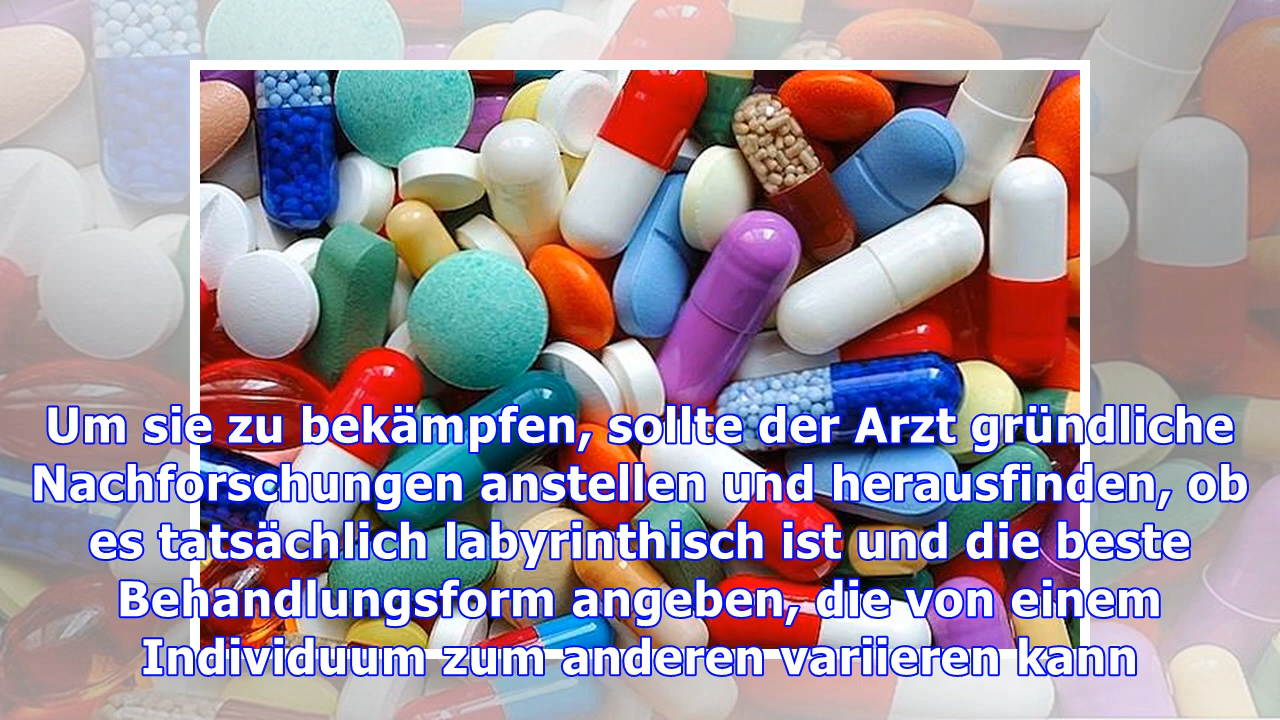 Um sie zu bekämpfen, sollte der Arzt gründliche
Nachforschungen anstellen und herausfinden, ob
es tatsächlich labyrinthisch ist und die beste
Behandlungsform angeben, die von einem
Individuum zum anderen variieren kann